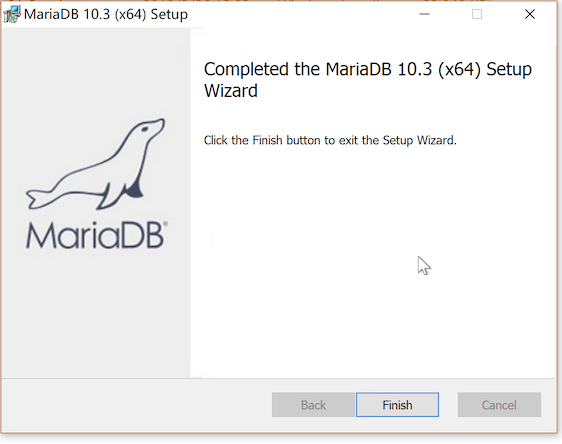 MariaDB 10.3 (x64) Setup
Completed the MariaDB 10.3 (x64) Setup
Wizard
Click the Finish button to exit the Setup Wizard.
MariaDB®
Back
Finish
Cancel